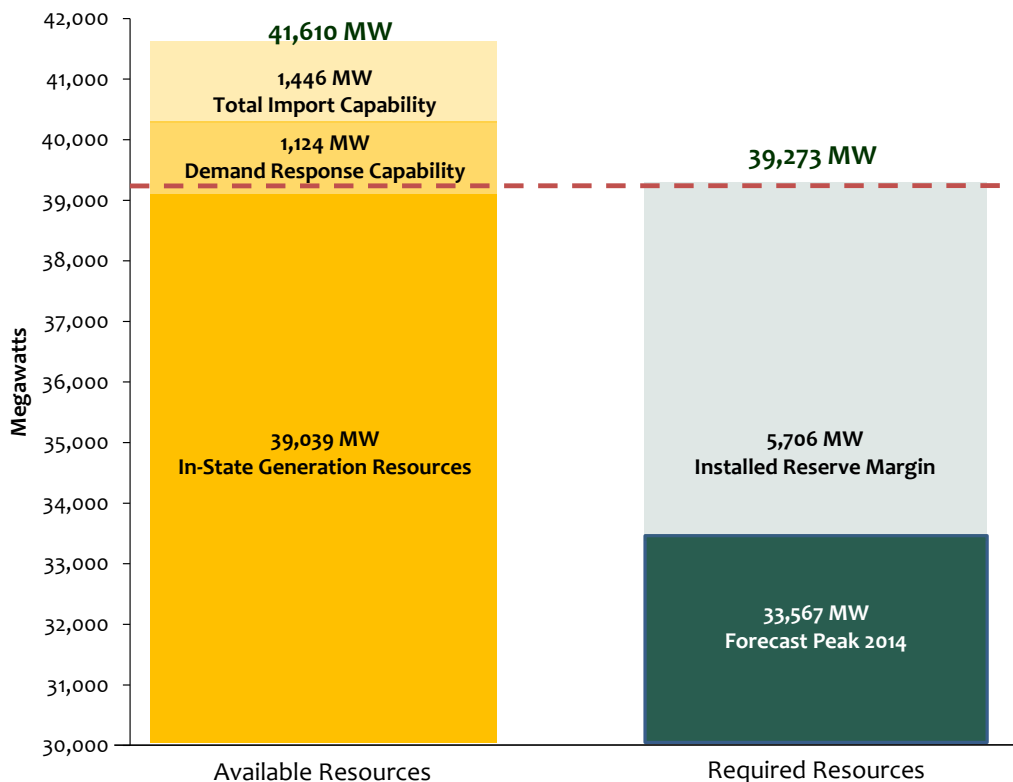 42,000
41,000
40,000
39,000
38,000
37,000
36,000
35,000
34,000
33,000
32,000
31,000
30,000
Megawatts
41,610 MW
1,446 MW
Total Import Capability
1,124 MW
Demand Response Capability
39,039 MW
In-State Generation Resources
Available Resources
39,273 MW
5,706 MW
Installed Reserve Margin
33,567 MW
Forecast Peak 2014
Required Resources